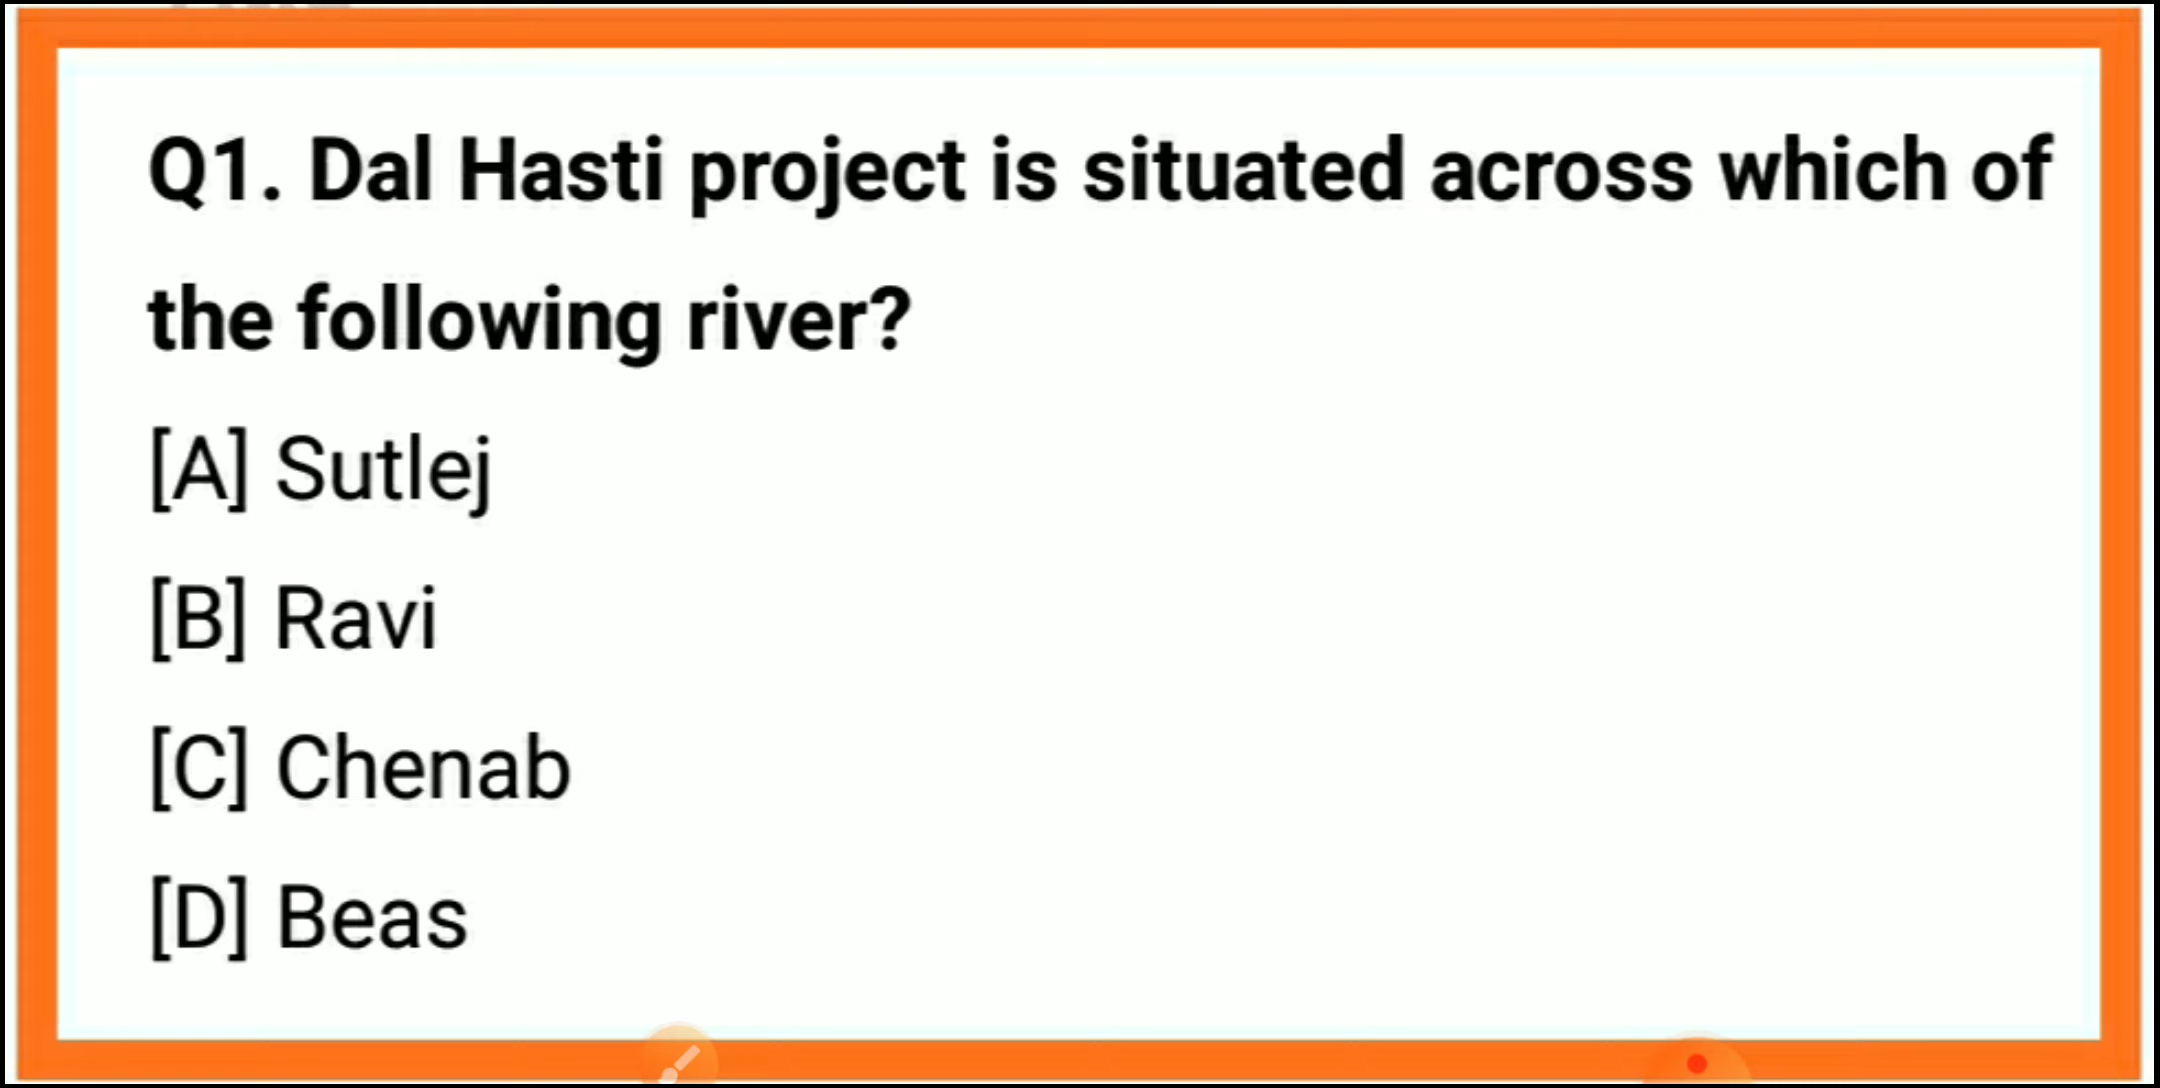 Q1. Dal Hasti project is situated across which of
the following river?
[A] Sutlej
[B] Ravi
[C] Chenab
[D] Beas